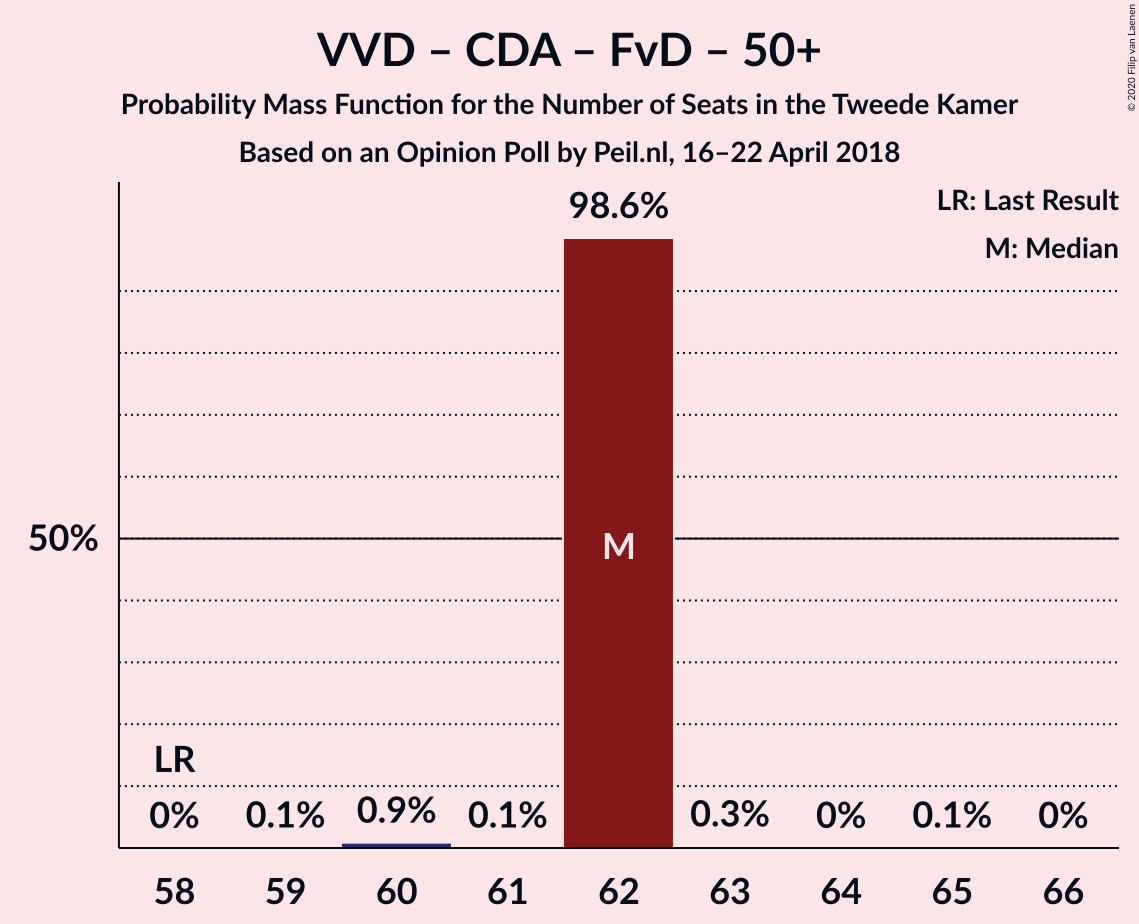 VVD – CDA – FvD – 50+
Probability Mass Function for the Number of Seats in the Tweede Kamer
Based on an Opinion Poll by Peil.nl, 16–22 April 2018
© 2020 Filip van Laenen
LR: Last Result
M: Median
98.6%
50%
M
LR
0% 0.1% 0.9% 0.1% 0.3% 0% 0.1% 0%
58 59 60 61 62 63 64 65 66